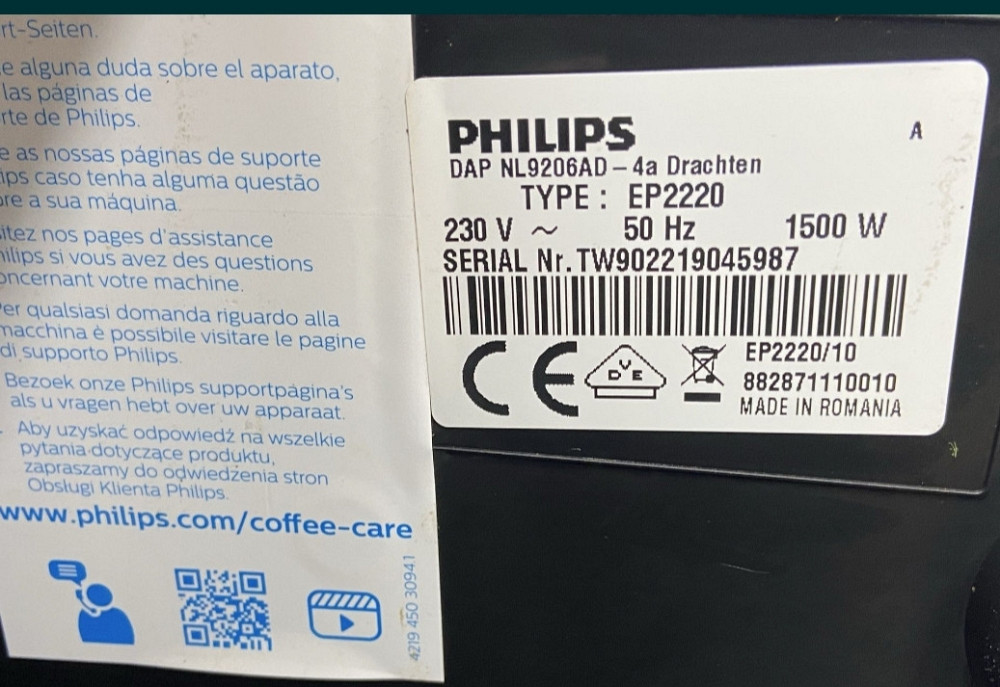 rt-Seiten.
e alguna duda sobre el aparato,
las páginas de
rte de Philips.
e as nossas páginas de suporte
ips caso tenha alguma questão
bre a sua máquina.
sitez nos pages d'assistance
hilips si vous avez des questions
oncernant votre machine.
Per qualsiasi domanda riguardo alla
macchina è possibile visitare le pagine
di supporto Philips.
Bezoek onze Philips supportpagina's
als u vragen hebt over uw apparaat.
Aby uzyskać odpowiedź na wszelkie
pytania dotyczące produktu,
zapraszamy do odwiedzenia stron
Obsługi Klienta Philips.
www.philips.com/coffee-care
4219 450 30941
PHILIPS
A
DAP NL9206AD – 4a Drachten
TYPE : EP2220
230 V ~ 50 Hz 1500 W
SERIAL Nr. TW902219045987
CE
DVE
EP2220/10
882871110010
MADE IN ROMANIA